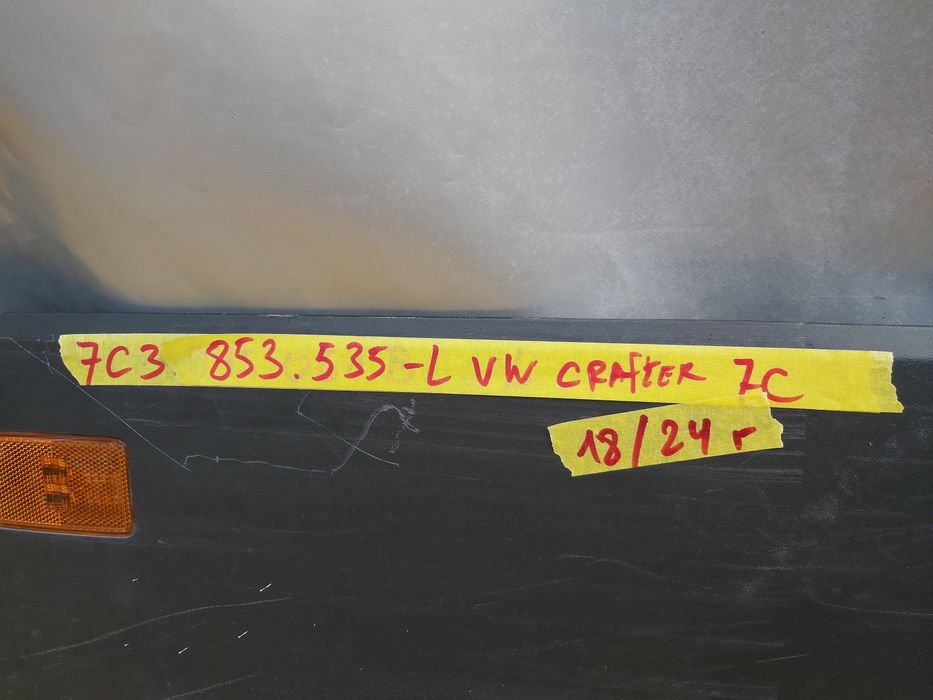 7C3 853.535-L VW CRAFTER 7C
18/24 r